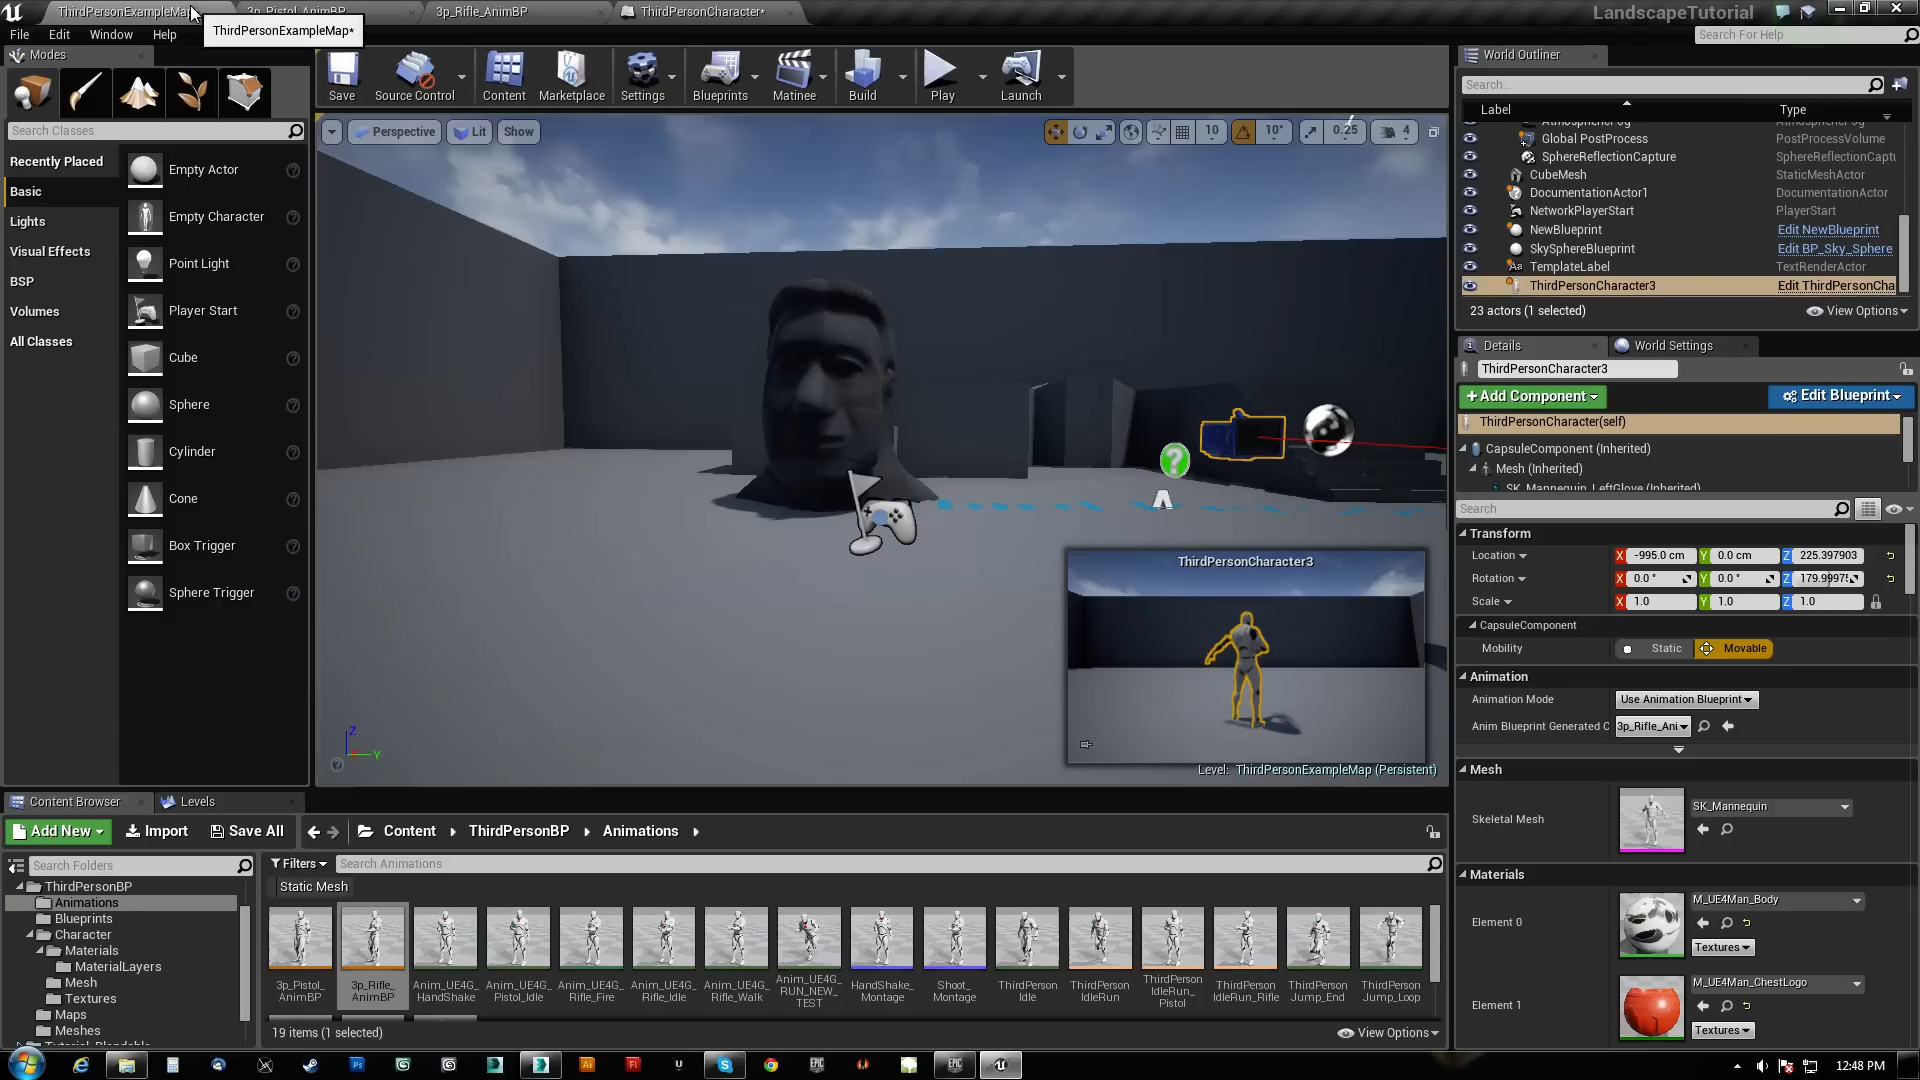 ThirdPersonExampleMap*
3p_Pistol_AnimBP
3p_Rifle_AnimBP
ThirdPersonCharacter*
LandscapeTutorial
ThirdPersonExampleMap*
File Edit Window Help
Search For Help
Modes
Save
Source Control
Content
Marketplace
Settings
Blueprints
Matinee
Build
Play
Launch
Search Classes
Recently Placed
Basic
Lights
Visual Effects
BSP
Volumes
All Classes
Empty Actor
Empty Character
Point Light
Player Start
Cube
Sphere
Cylinder
Cone
Box Trigger
Sphere Trigger
Perspective
Lit
Show
10
10°
0.25
4
ThirdPersonCharacter3
Z
Y
Level: ThirdPersonExampleMap (Persistent)
World Outliner
Search...
Label Type
Global PostProcess PostProcessVolume
SphereReflectionCapture SphereReflectionCaptu
CubeMesh StaticMeshActor
DocumentationActor1 DocumentationActor
NetworkPlayerStart PlayerStart
NewBlueprint Edit NewBlueprint
SkySphereBlueprint Edit BP_Sky_Sphere
TemplateLabel TextRenderActor
ThirdPersonCharacter3 Edit ThirdPersonCha
23 actors (1 selected)
View Options
Details
World Settings
ThirdPersonCharacter3
Add Component
Edit Blueprint
ThirdPersonCharacter(self)
CapsuleComponent (Inherited)
Mesh (Inherited)
SK_Mannequin_LeftGlove (Inherited)
Search
Transform
Location X -995.0 cm Y 0.0 cm Z 225.397903
Rotation X 0.0 ° Y 0.0 ° Z 179.9997
Scale X 1.0 Y 1.0 Z 1.0
CapsuleComponent
Mobility Static Movable
Animation
Animation Mode Use Animation Blueprint
Anim Blueprint Generated C 3p_Rifle_Ani
Mesh
Skeletal Mesh SK_Mannequin
Materials
Element 0 M_UE4Man_Body
Textures
Element 1 M_UE4Man_ChestLogo
Textures
Content Browser
Levels
Add New
Import
Save All
Content ThirdPersonBP Animations
Search Folders
ThirdPersonBP
Animations
Blueprints
Character
Materials
MaterialLayers
Mesh
Textures
Maps
Meshes
Filters
Search Animations
Static Mesh
3p_Pistol_
AnimBP
3p_Rifle_
AnimBP
Anim_UE4G_
HandShake
Anim_UE4G_
Pistol_Idle
Anim_UE4G_
Rifle_Fire
Anim_UE4G_
Rifle_Idle
Anim_UE4G_
Rifle_Walk
Anim_UE4G_
RUN_NEW_
TEST
HandShake_
Montage
Shoot_
Montage
ThirdPerson
Idle
ThirdPerson
IdleRun
ThirdPerson
IdleRun_
Pistol
ThirdPerson
IdleRun_Rifle
ThirdPerson
Jump_End
ThirdPerson
Jump_Loop
19 items (1 selected)
View Options
12:48 PM